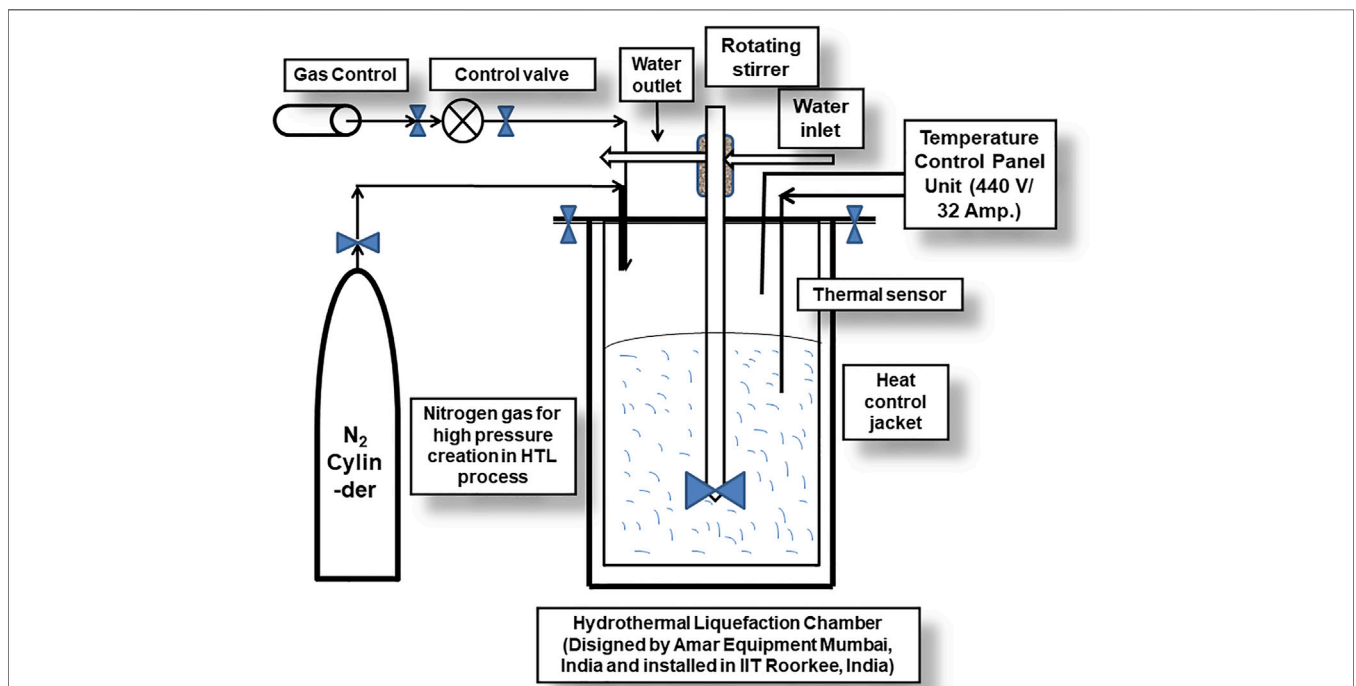 Gas Control
Control valve
Water
outlet
Rotating
stirrer
Water
inlet
Temperature
Control Panel
Unit (440 V/
32 Amp.)
Thermal sensor
Heat
control
jacket
Nitrogen gas for
high pressure
creation in HTL
process
N₂
Cylin
-der
Hydrothermal Liquefaction Chamber
(Disigned by Amar Equipment Mumbai,
India and installed in IIT Roorkee, India)